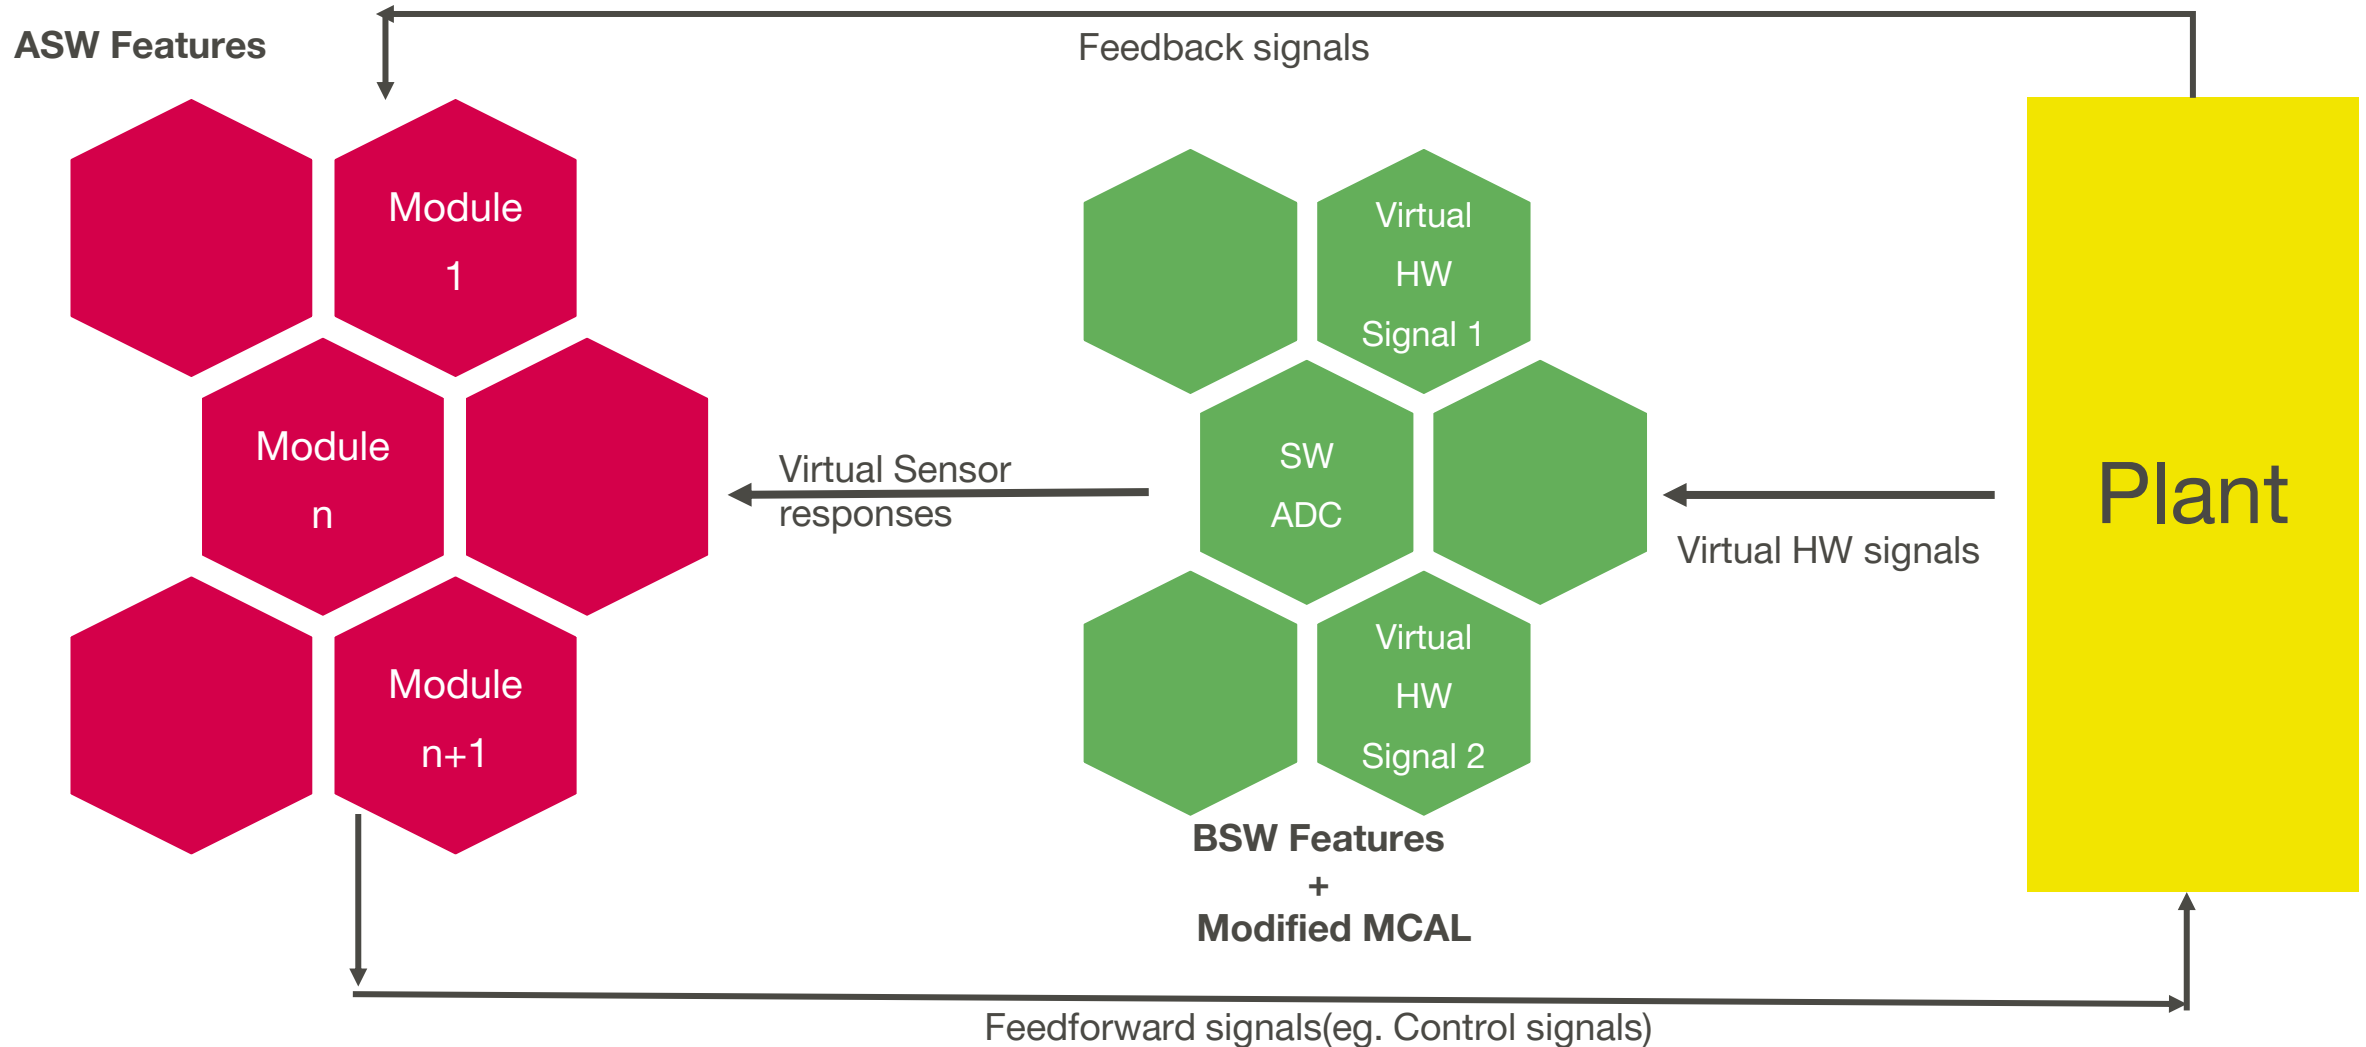 ASW Features
Feedback signals
Module
1
Module
n
Module
n+1
Virtual Sensor
responses
Virtual
HW
Signal 1
SW
ADC
Virtual
HW
Signal 2
BSW Features
+
Modified MCAL
Virtual HW signals
Plant
Feedforward signals(eg. Control signals)